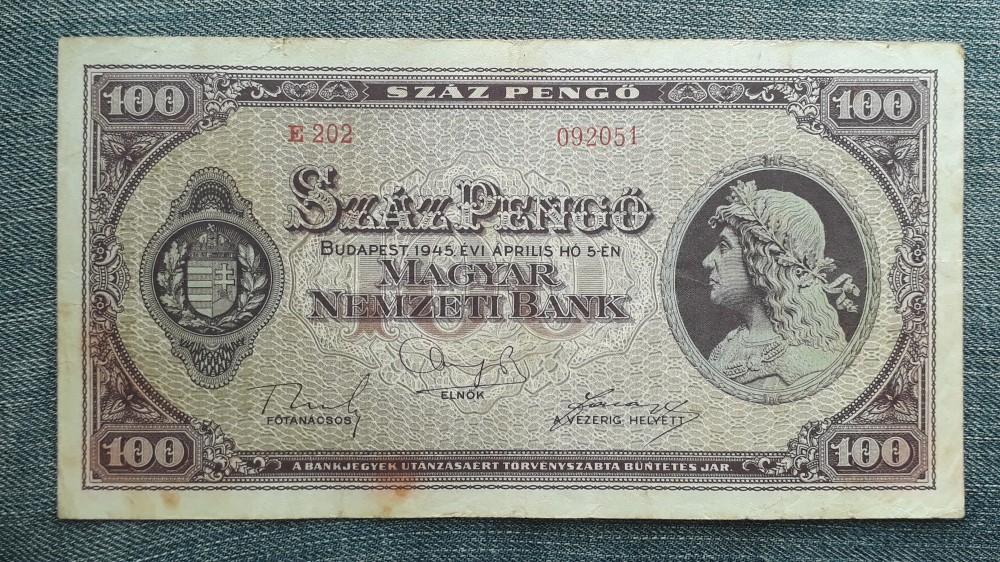 100 SZÁZ PENGŐ 100
E 202 092051
SZÁZ PENGŐ
BUDAPEST, 1945. ÉVI ÁPRILIS HÓ 5-ÉN
100
MAGYAR
NEMZETI BANK
FŐTANÁCSOS ELNÖK A VEZÉRIG HELYETT
100 A BANKJEGYEK UTÁNZÁSÁÉRT TÖRVÉNYSZABTA BÜNTETÉS JÁR. 100